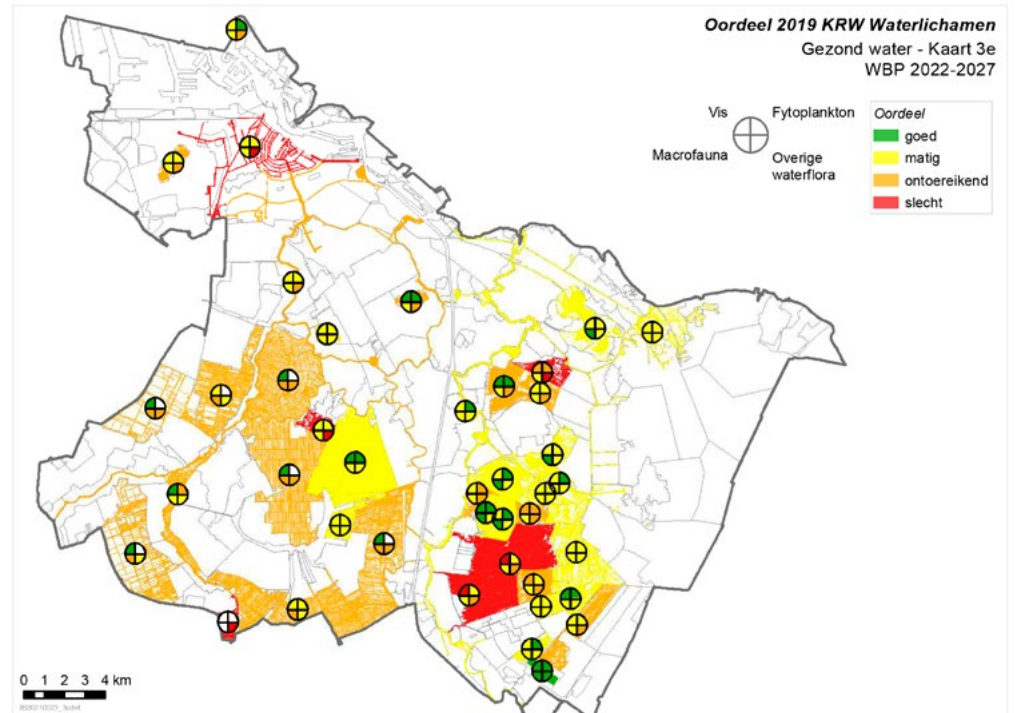 Oordeel 2019 KRW Waterlichamen
Gezond water - Kaart 3e
WBP 2022-2027
Vis
Fytoplankton
Macrofauna
Overige
waterflora
Oordeel
goed
matig
ontoereikend
slecht
0 1 2 3 4 km